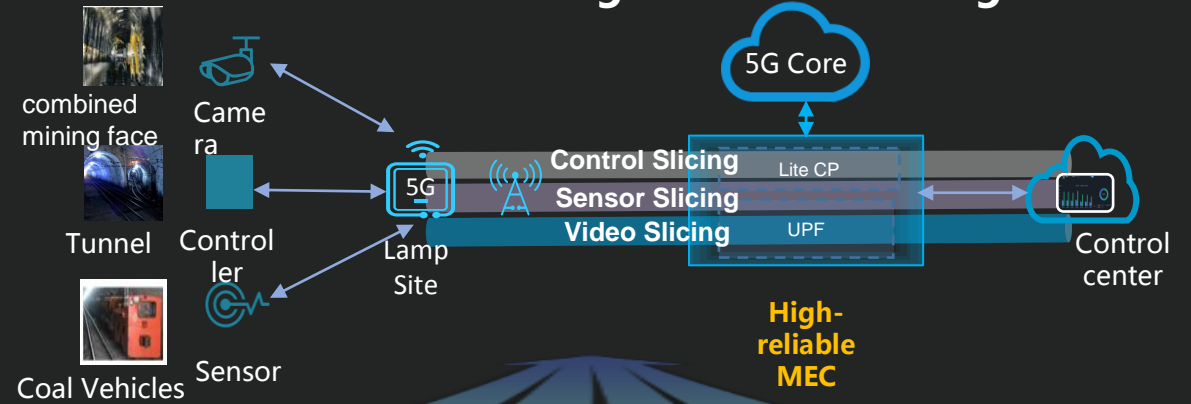 5G Core
combined
mining face
Came
ra
Control Slicing
Lite CP
5G
Sensor Slicing
Video Slicing
UPF
Tunnel
Control
ler
Lamp
Site
Control
center
High-
reliable
MEC
Sensor
Coal Vehicles